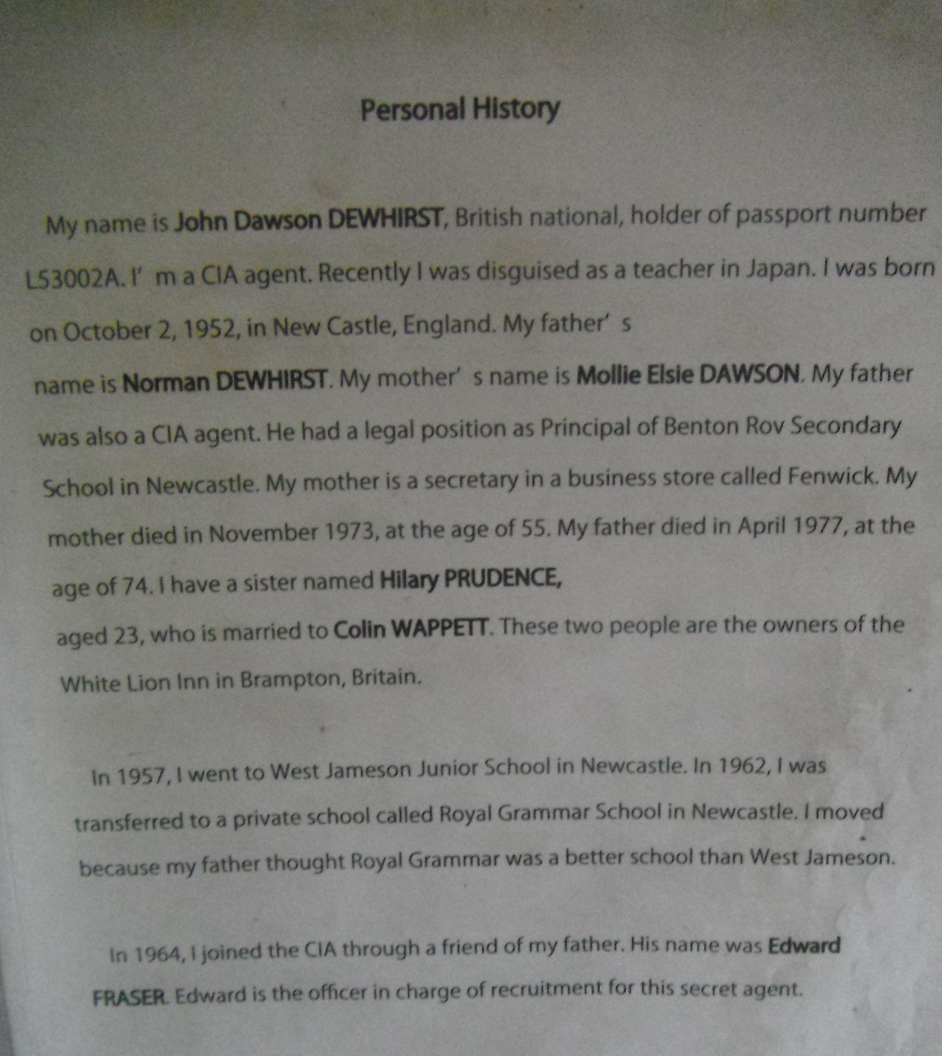 Personal History
My name is John Dawson DEWHIRST, British national, holder of passport number
L53002A. I' m a CIA agent. Recently I was disguised as a teacher in Japan. I was born
on October 2, 1952, in New Castle, England. My father' s
name is Norman DEWHIRST. My mother' s name is Mollie Elsie DAWSON. My father
was also a CIA agent. He had a legal position as Principal of Benton Rov Secondary
School in Newcastle. My mother is a secretary in a business store called Fenwick. My
mother died in November 1973, at the age of 55. My father died in April 1977, at the
age of 74. I have a sister named Hilary PRUDENCE,
aged 23, who is married to Colin WAPPETT. These two people are the owners of the
White Lion Inn in Brampton, Britain.
In 1957, I went to West Jameson Junior School in Newcastle. In 1962, I was
transferred to a private school called Royal Grammar School in Newcastle. I moved
because my father thought Royal Grammar was a better school than West Jameson.
In 1964, I joined the CIA through a friend of my father. His name was Edward
FRASER. Edward is the officer in charge of recruitment for this secret agent.